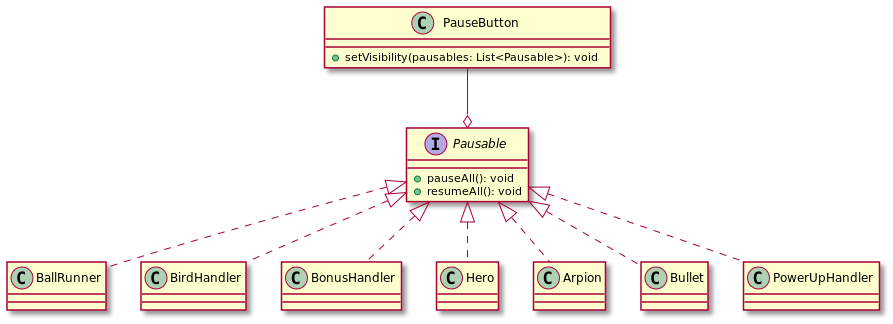 C PauseButton
setVisibility(pausables: List<Pausable>): void
I Pausable
pauseAll(): void
resumeAll(): void
C BallRunner
C BirdHandler
C BonusHandler
C Hero
C Arpion
C Bullet
C PowerUpHandler